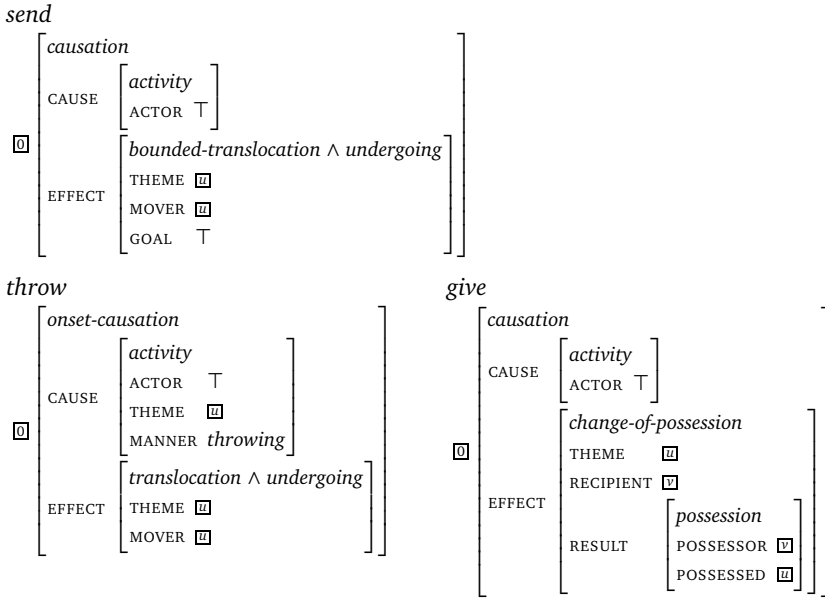 send
0
causation
CAUSE
activity
ACTOR ⊤
EFFECT
bounded-translocation ∧ undergoing
THEME u
MOVER u
GOAL ⊤
throw
0
onset-causation
CAUSE
activity
ACTOR ⊤
THEME u
MANNER throwing
EFFECT
translocation ∧ undergoing
THEME u
MOVER u
give
0
causation
CAUSE
activity
ACTOR ⊤
EFFECT
change-of-possession
THEME u
RECIPIENT v
RESULT
possession
POSSESSOR v
POSSESSED u